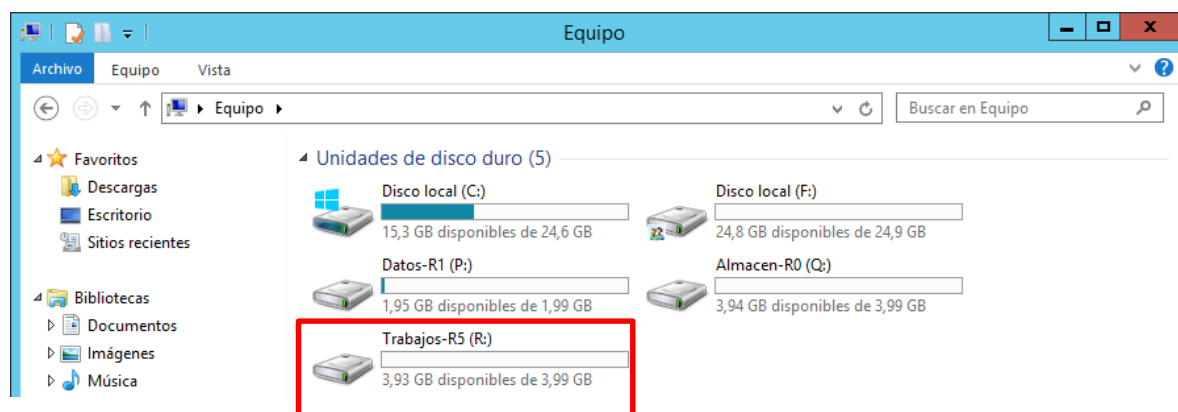 Equipo
Archivo Equipo Vista
Equipo
Buscar en Equipo
Favoritos
Descargas
Escritorio
Sitios recientes
Bibliotecas
Documentos
Imágenes
Música
Unidades de disco duro (5)
Disco local (C:)
15,3 GB disponibles de 24,6 GB
Disco local (F:)
24,8 GB disponibles de 24,9 GB
Datos-R1 (P:)
1,95 GB disponibles de 1,99 GB
Almacen-R0 (Q:)
3,94 GB disponibles de 3,99 GB
Trabajos-R5 (R:)
3,93 GB disponibles de 3,99 GB